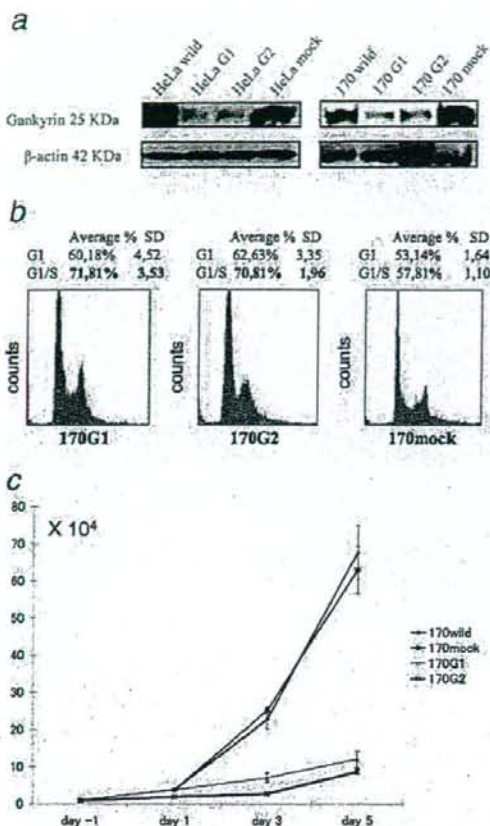 a
HeLa wild HeLa G1 HeLa G2 HeLa mock 170 wild 170 G1 170 G2 170 mock
Gankyrin 25 KDa
β-actin 42 KDa
b
Average % SD Average % SD Average % SD
G1 60,18% 4,52 G1 62,63% 3,35 G1 53,14% 1,64
G1/S 71,81% 3,53 G1/S 70,81% 1,96 G1/S 57,81% 1,10
counts counts counts
170G1 170G2 170mock
c
80
X 10⁴
70
60
50
40
30
20
10
0
170wild
170mock
170G1
170G2
day -1 day 1 day 3 day 5